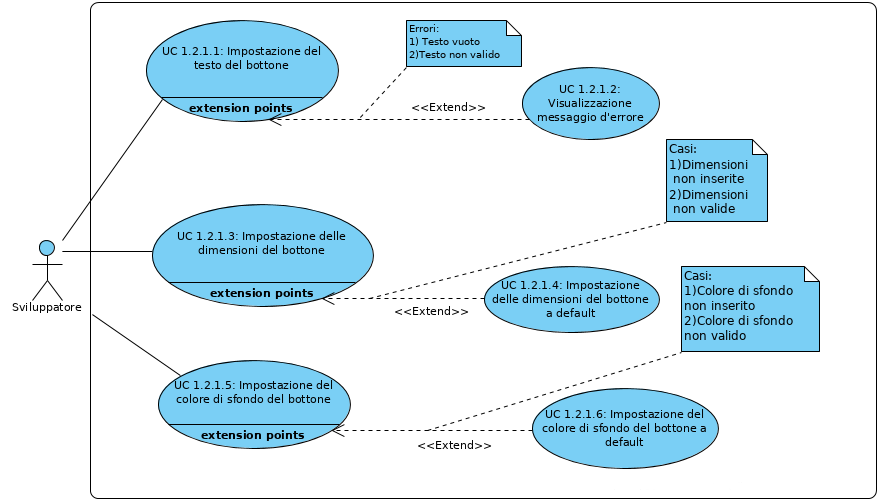 UC 1.2.1.1: Impostazione del
testo del bottone
extension points
Errori:
1) Testo vuoto
2)Testo non valido
<<Extend>>
UC 1.2.1.2:
Visualizzazione
messaggio d'errore
Casi:
1)Dimensioni
non inserite
2)Dimensioni
non valide
UC 1.2.1.3: Impostazione delle
dimensioni del bottone
extension points
<<Extend>>
UC 1.2.1.4: Impostazione
delle dimensioni del bottone
a default
Casi:
1)Colore di sfondo
non inserito
2)Colore di sfondo
non valido
Sviluppatore
UC 1.2.1.5: Impostazione del
colore di sfondo del bottone
extension points
<<Extend>>
UC 1.2.1.6: Impostazione del
colore di sfondo del bottone a
default